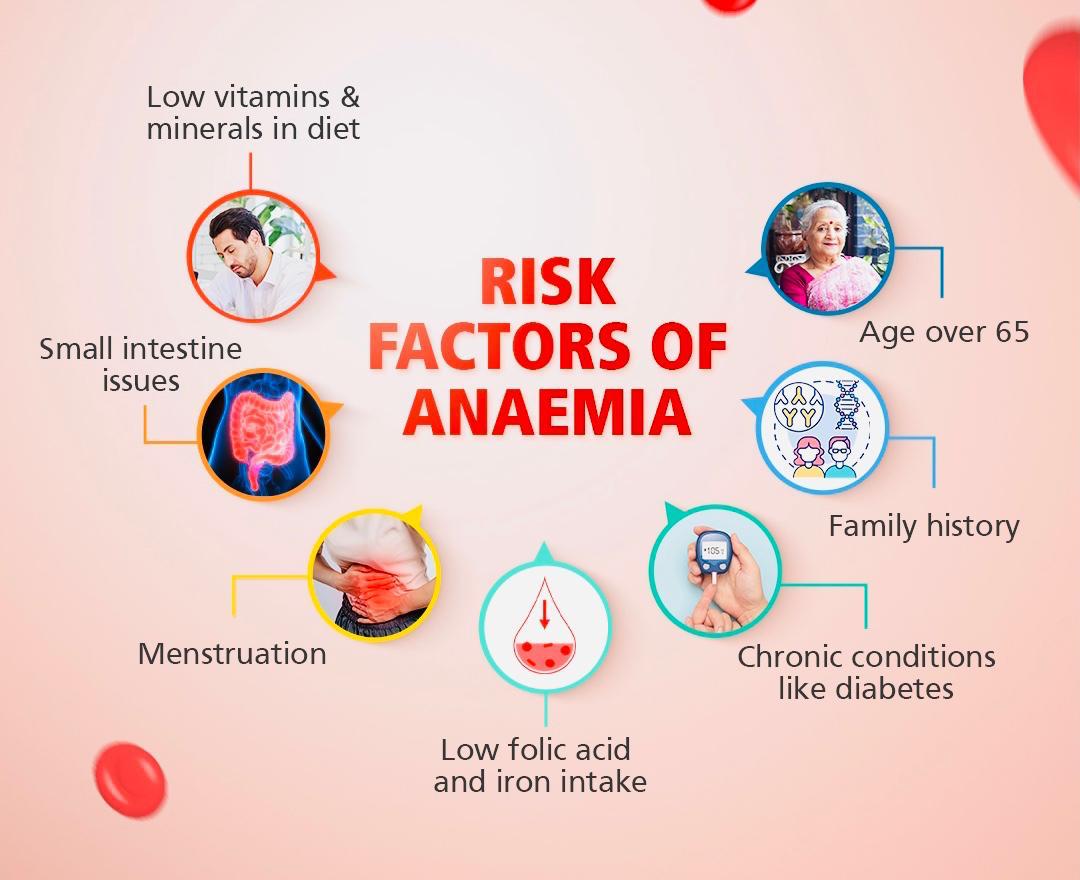 Low vitamins &
minerals in diet
RISK
FACTORS OF
ANAEMIA
Age over 65
Small intestine
issues
Family history
Menstruation
Chronic conditions
like diabetes
105
Low folic acid
and iron intake